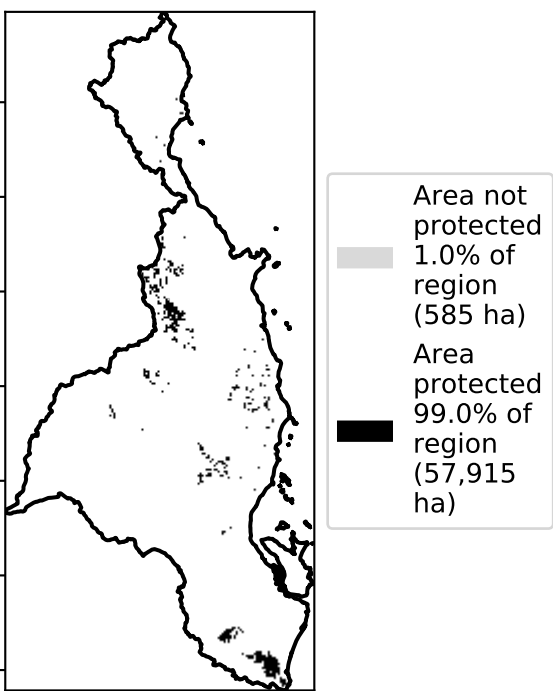 Area not
protected
1.0% of
region
(585 ha)
Area
protected
99.0% of
region
(57,915
ha)